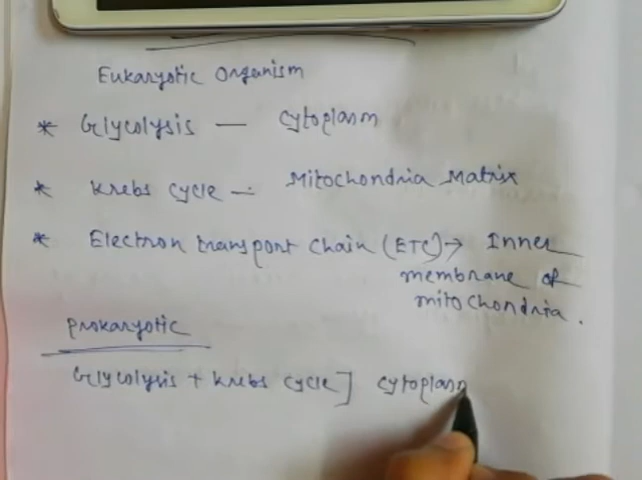 Eukaryotic Organism
* Glycolysis — Cytoplasm
* Krebs cycle — Mitochondria Matrix
* Electron transport chain (ETC)→ Inner
membrane of
mitochondria.
Prokaryotic
Glycolysis + Krebs cycle] cytoplasm